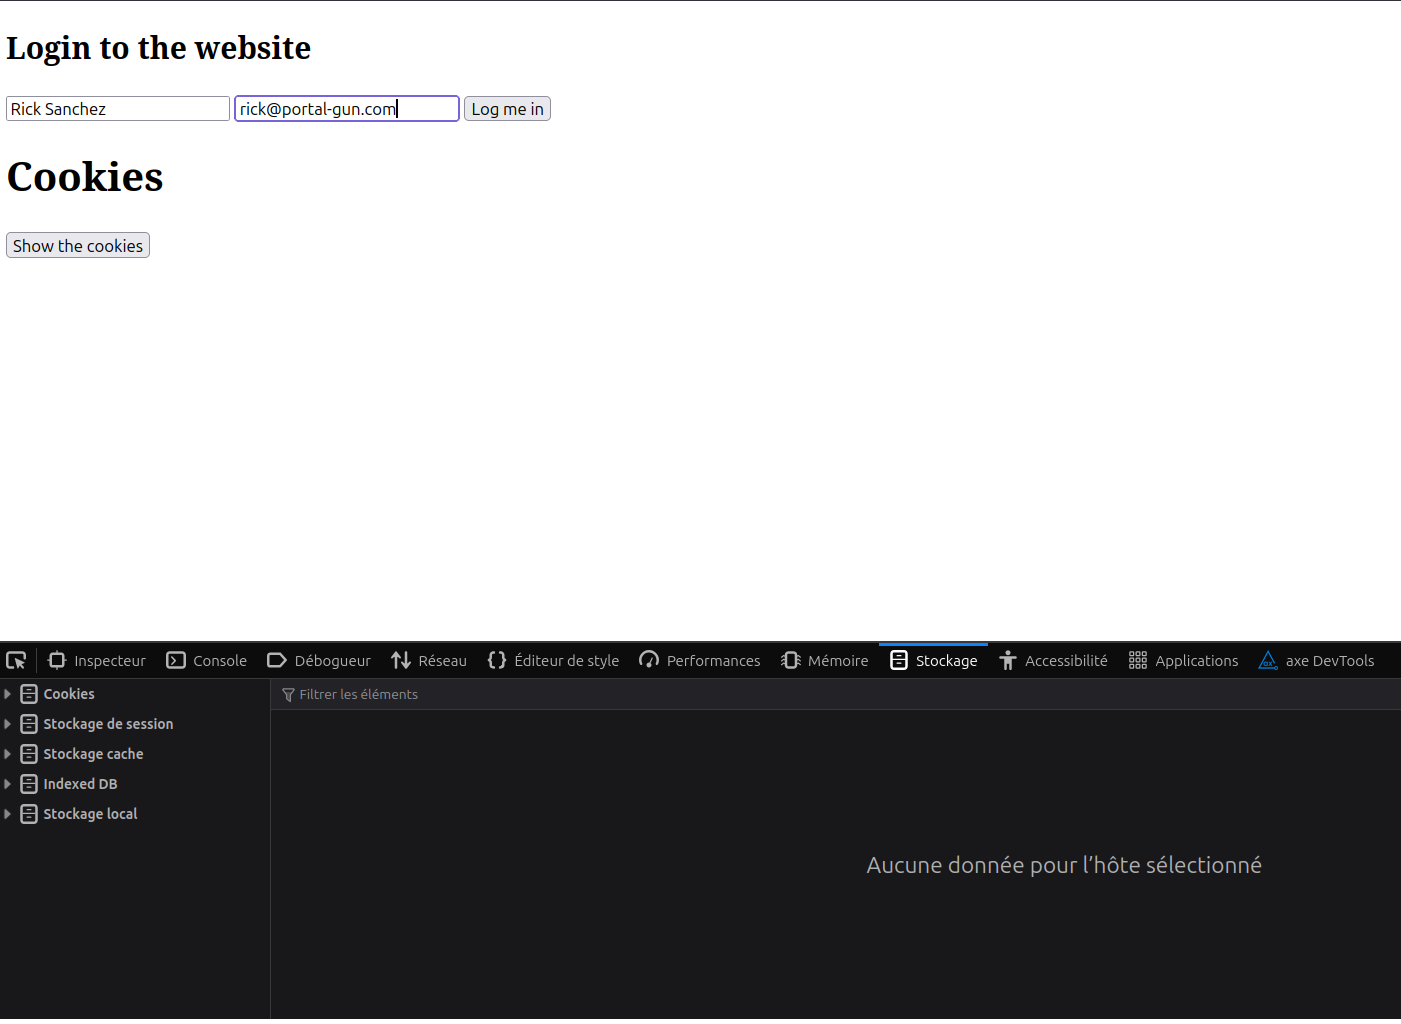 Login to the website
Rick Sanchez rick@portal-gun.com Log me in
Cookies
Show the cookies
Inspecteur Console Débogueur Réseau Éditeur de style Performances Mémoire Stockage Accessibilité Applications axe DevTools
Cookies
Filtrer les éléments
Stockage de session
Stockage cache
Indexed DB
Stockage local
Aucune donnée pour l’hôte sélectionné